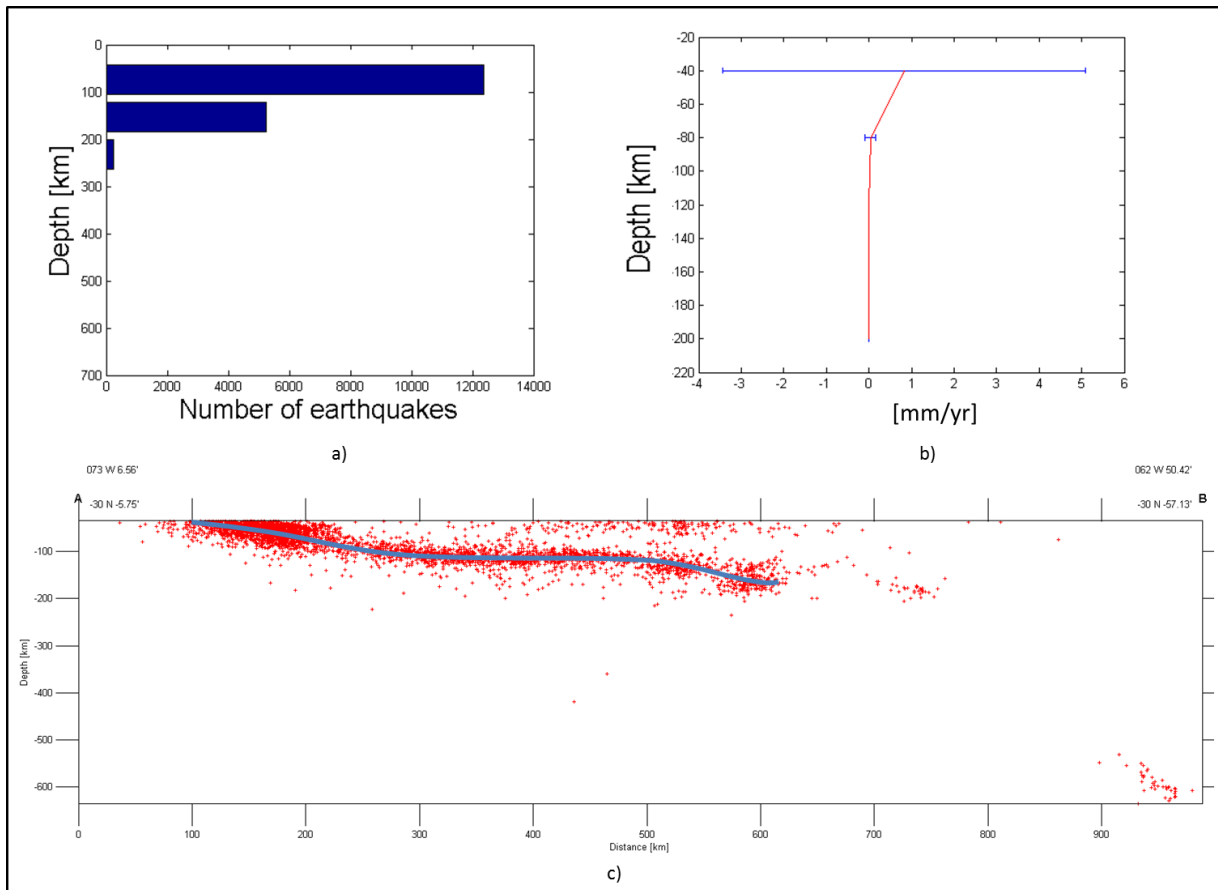 0
100
200
300
400
500
600
700
Depth [km]
0 2000 4000 6000 8000 10000 12000 14000
Number of earthquakes
a)
-20
-40
-60
-80
-100
-120
-140
-160
-180
-200
-220
Depth [km]
-4 -3 -2 -1 0 1 2 3 4 5 6
[mm/yr]
b)
073 W 6.56'
A
-30 N -5.75'
062 W 50.42'
-30 N -57.13' B
-100
-200
-300
-400
-500
-600
Depth [km]
0 100 200 300 400 500 600 700 800 900
Distance [km]
c)